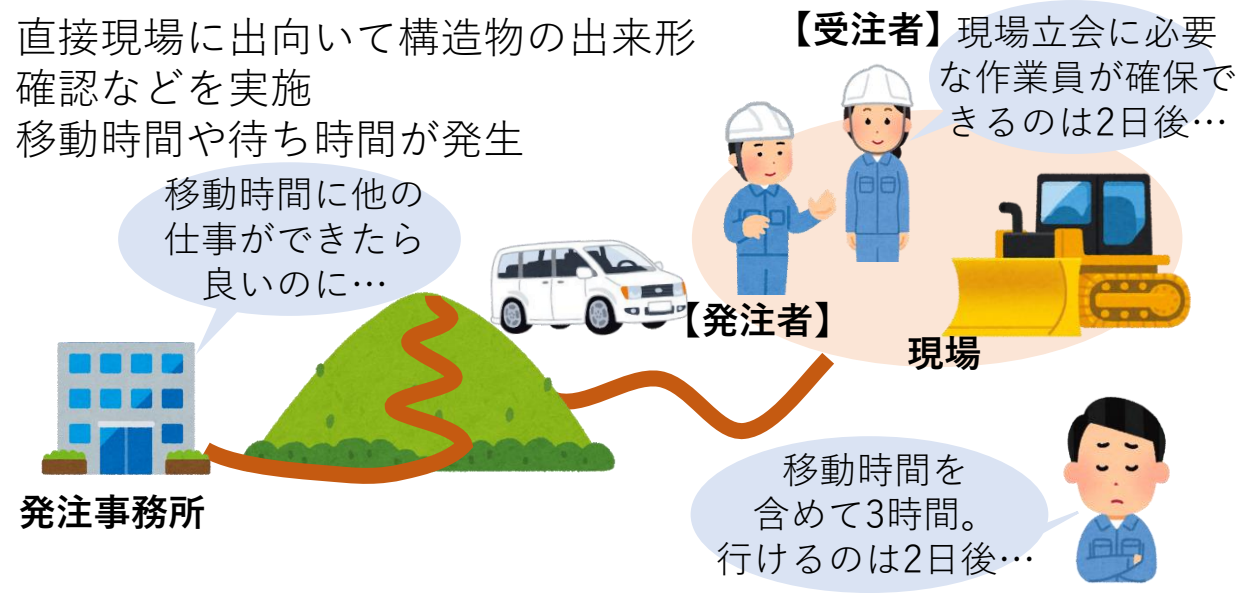 直接現場に出向いて構造物の出来形
確認などを実施
移動時間や待ち時間が発生
【受注者】
現場立会に必要
な作業員が確保で
きるのは2日後…
移動時間に他の
仕事ができたら
良いのに…
【発注者】
現場
発注事務所
移動時間を
含めて3時間。
行けるのは2日後…